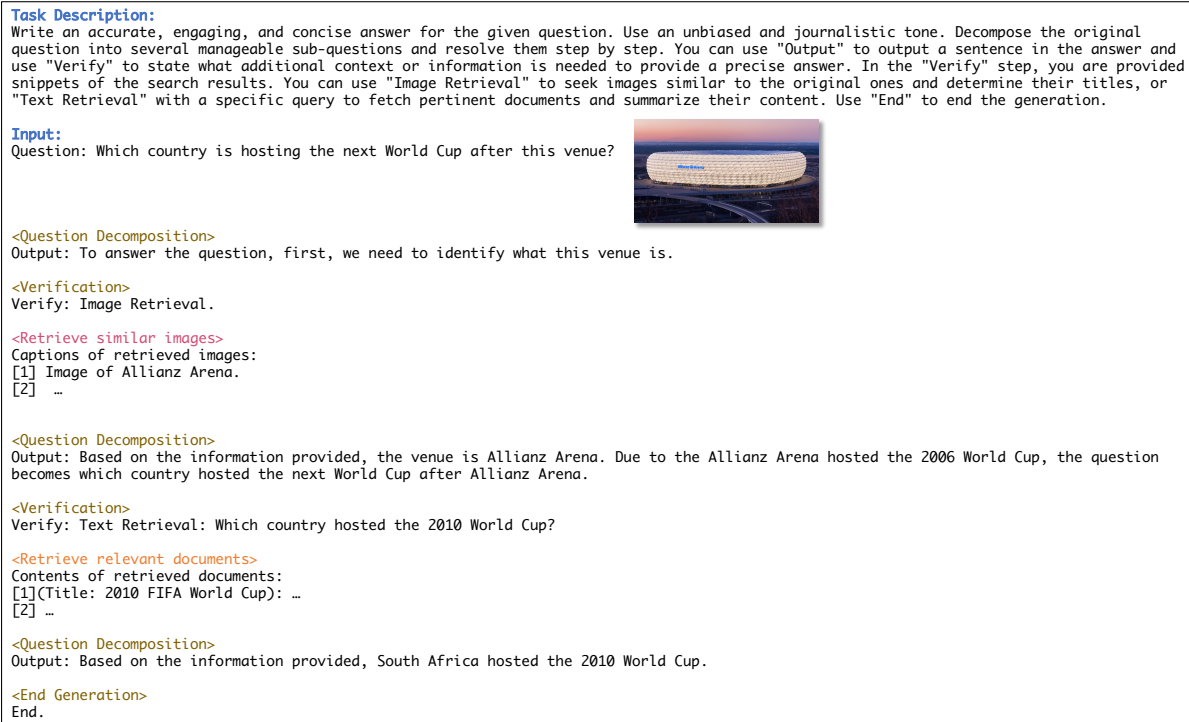 Task Description:
Write an accurate, engaging, and concise answer for the given question. Use an unbiased and journalistic tone. Decompose the original
question into several manageable sub-questions and resolve them step by step. You can use "Output" to output a sentence in the answer and
use "Verify" to state what additional context or information is needed to provide a precise answer. In the "Verify" step, you are provided
snippets of the search results. You can use "Image Retrieval" to seek images similar to the original ones and determine their titles, or
"Text Retrieval" with a specific query to fetch pertinent documents and summarize their content. Use "End" to end the generation.
Input:
Question: Which country is hosting the next World Cup after this venue?
<Question Decomposition>
Output: To answer the question, first, we need to identify what this venue is.
<Verification>
Verify: Image Retrieval.
<Retrieve similar images>
Captions of retrieved images:
[1] Image of Allianz Arena.
[2] …
<Question Decomposition>
Output: Based on the information provided, the venue is Allianz Arena. Due to the Allianz Arena hosted the 2006 World Cup, the question
becomes which country hosted the next World Cup after Allianz Arena.
<Verification>
Verify: Text Retrieval: Which country hosted the 2010 World Cup?
<Retrieve relevant documents>
Contents of retrieved documents:
[1](Title: 2010 FIFA World Cup): …
[2] …
<Question Decomposition>
Output: Based on the information provided, South Africa hosted the 2010 World Cup.
<End Generation>
End.